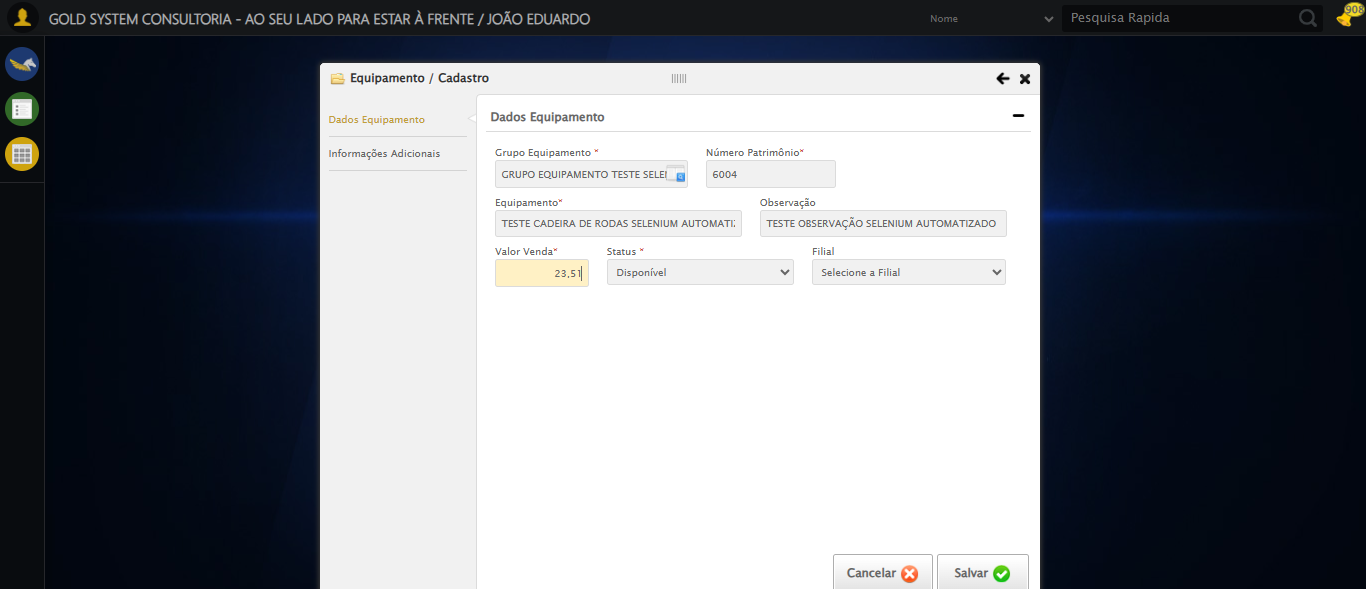 GOLD SYSTEM CONSULTORIA - AO SEU LADO PARA ESTAR À FRENTE / JOÃO EDUARDO
Nome
Pesquisa Rapida
908
Equipamento / Cadastro
Dados Equipamento
Informações Adicionais
Dados Equipamento
Grupo Equipamento * Número Patrimônio*
GRUPO EQUIPAMENTO TESTE SELE 6004
Equipamento* Observação
TESTE CADEIRA DE RODAS SELENIUM AUTOMATI TESTE OBSERVAÇÃO SELENIUM AUTOMATIZADO
Valor Venda* Status * Filial
23,51 Disponível Selecione a Filial
Cancelar Salvar